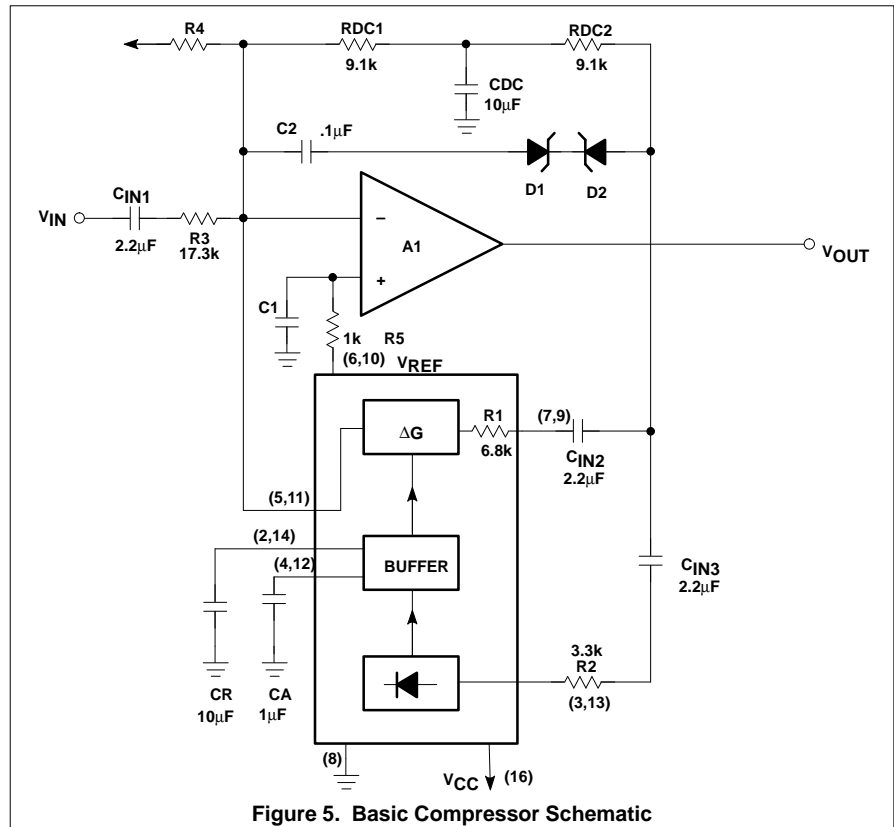 R4
RDC1
RDC2
9.1k
9.1k
CDC
10μF
C2
.1μF
D1
D2
CIN1
VIN
2.2μF
R3
17.3k
–
A1
+
VOUT
C1
1k
R5
(6,10)
VREF
ΔG
R1
6.8k
(7,9)
CIN2
2.2μF
(5,11)
(2,14)
(4,12)
BUFFER
CIN3
2.2μF
3.3k
R2
(3,13)
CR
10μF
CA
1μF
(8)
VCC
(16)
Figure 5. Basic Compressor Schematic